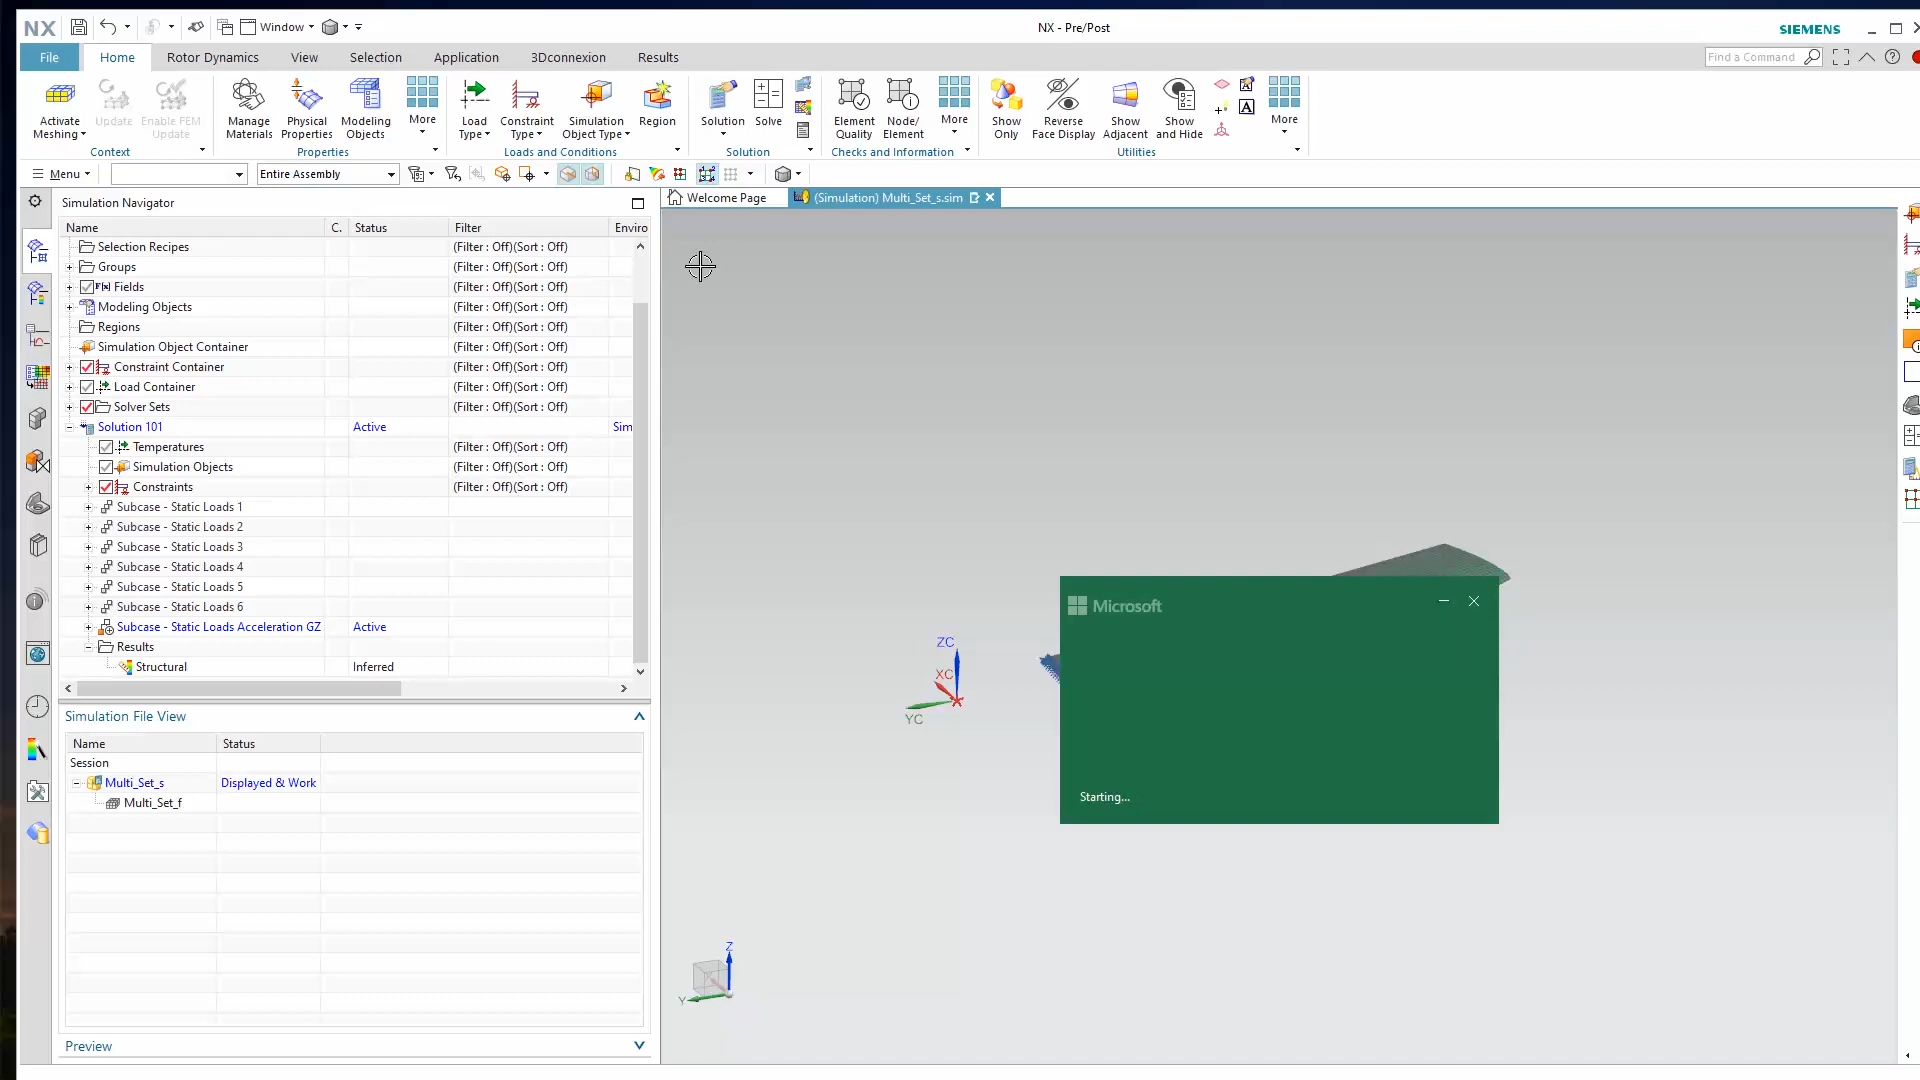 NX Window NX - Pre/Post SIEMENS
File Home Rotor Dynamics View Selection Application 3Dconnexion Results Find a Command
Activate Meshing Update Enable FEM Update Manage Materials Physical Properties Modeling Objects More Load Type Constraint Type Simulation Object Type Region Solution Solve Element Quality Node/ Element More Show Only Reverse Face Display Show Adjacent Show and Hide More
Context Properties Loads and Conditions Solution Checks and Information Utilities
Menu Entire Assembly
Welcome Page (Simulation) Multi_Set_s.sim
Simulation Navigator
Name C. Status Filter Enviro
Selection Recipes (Filter : Off)(Sort : Off)
Groups (Filter : Off)(Sort : Off)
Fields (Filter : Off)(Sort : Off)
Modeling Objects (Filter : Off)(Sort : Off)
Regions (Filter : Off)(Sort : Off)
Simulation Object Container (Filter : Off)(Sort : Off)
Constraint Container (Filter : Off)(Sort : Off)
Load Container (Filter : Off)(Sort : Off)
Solver Sets (Filter : Off)(Sort : Off)
Solution 101 Active Sim
Temperatures (Filter : Off)(Sort : Off)
Simulation Objects (Filter : Off)(Sort : Off)
Constraints (Filter : Off)(Sort : Off)
Subcase - Static Loads 1
Subcase - Static Loads 2
Subcase - Static Loads 3
Subcase - Static Loads 4
Subcase - Static Loads 5
Subcase - Static Loads 6
Subcase - Static Loads Acceleration GZ Active
Results
Structural Inferred
Simulation File View
Name Status
Session
Multi_Set_s Displayed & Work
Multi_Set_f
Preview
ZC
XC
YC
Z
Y
Microsoft
Starting...